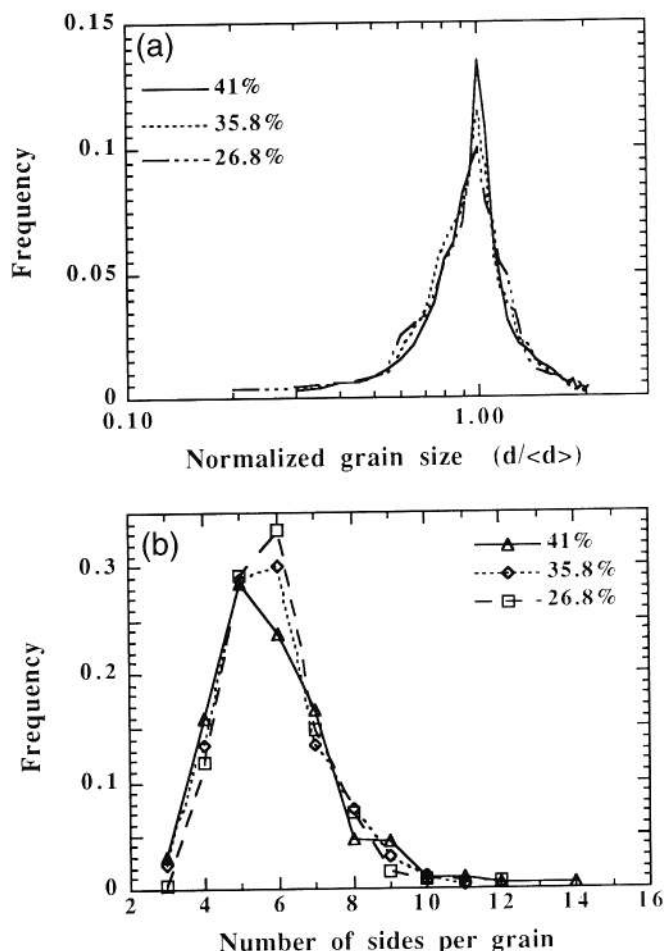 0.15
(a)
41%
35.8%
26.8%
0.1
0.05
0
Frequency
0.10
1.00
Normalized grain size (d/<d>)
(b)
41%
35.8%
26.8%
0.3
0.2
0.1
0
Frequency
2 4 6 8 10 12 14 16
Number of sides per grain